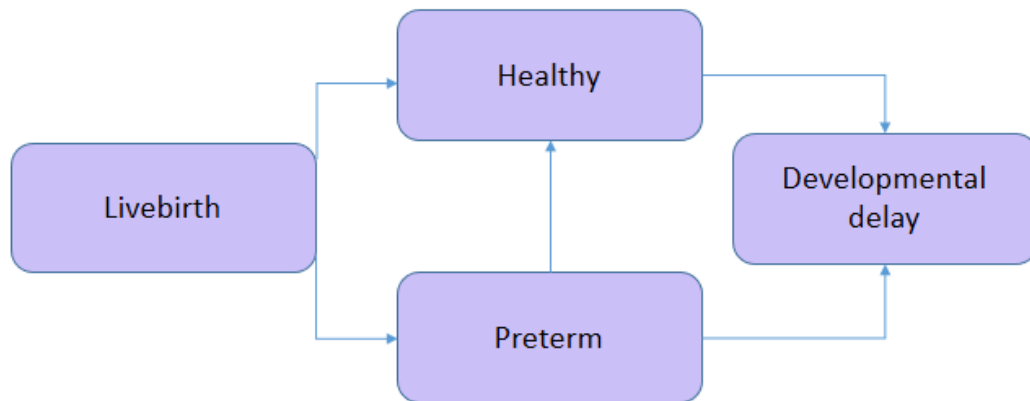 Healthy
Livebirth
Developmental
delay
Preterm